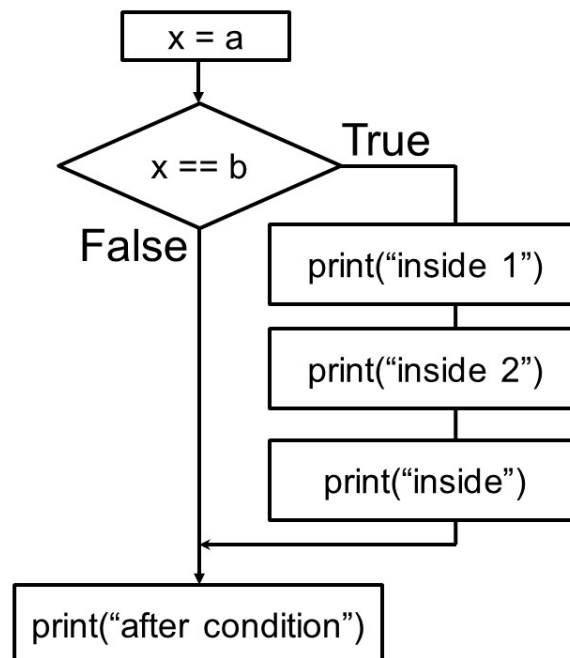 x = a
x == b
True
False
print(“inside 1”)
print(“inside 2”)
print(“inside”)
print(“after condition”)